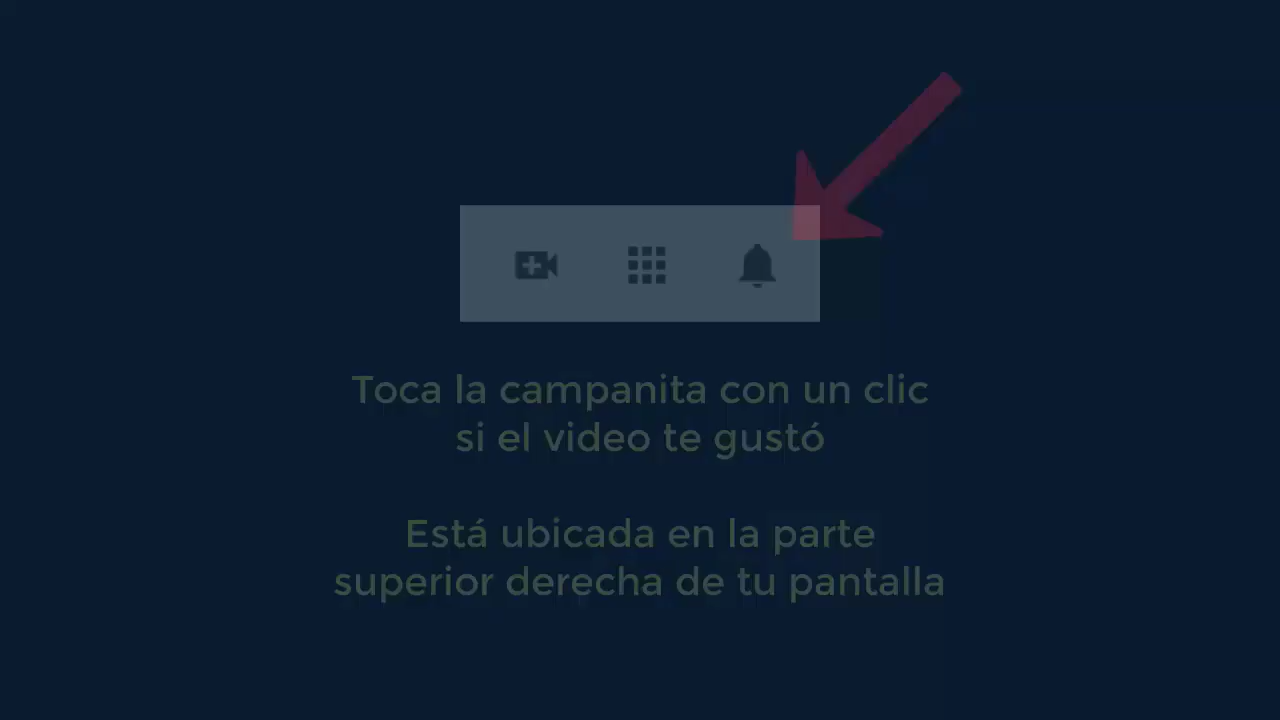 Toca la campanita con un clic
si el video te gustó
Está ubicada en la parte
superior derecha de tu pantalla